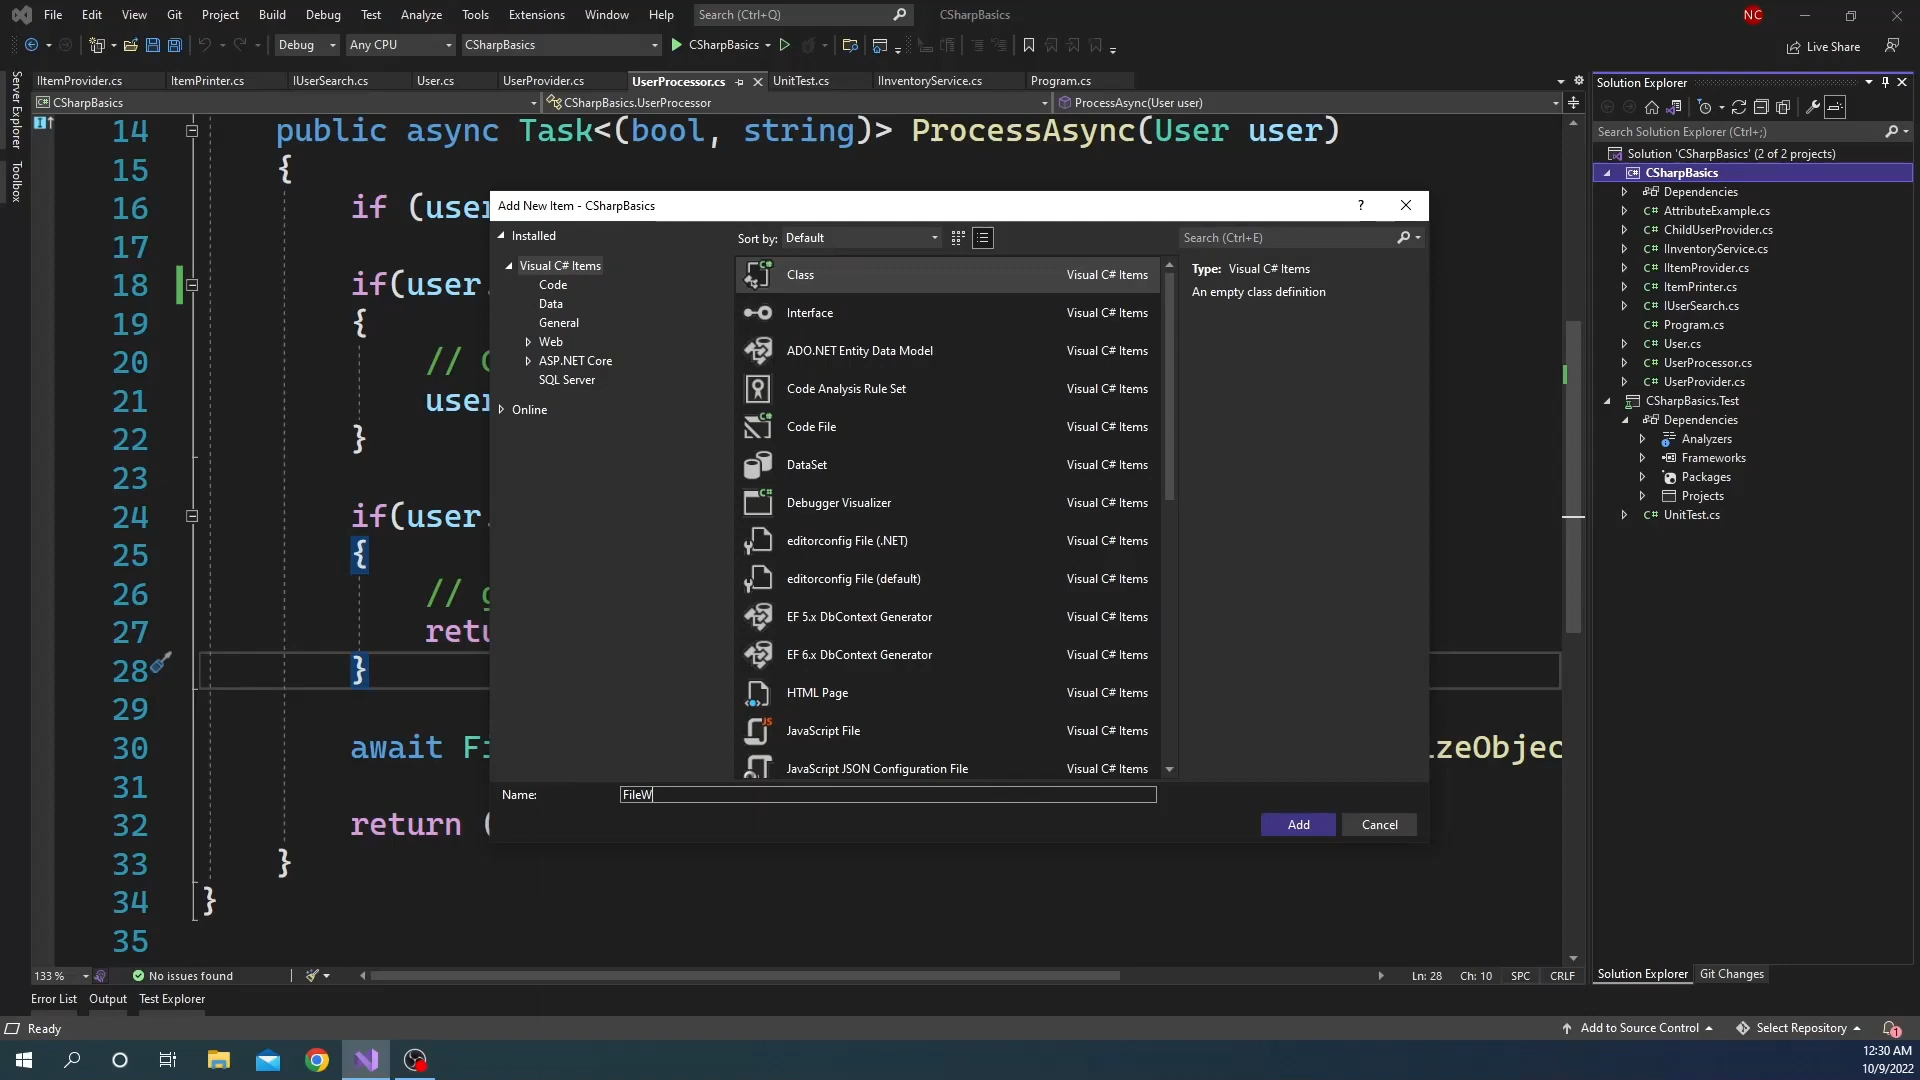 File Edit View Git Project Build Debug Test Analyze Tools Extensions Window Help Search (Ctrl+Q) CSharpBasics NC
Debug Any CPU CSharpBasics CSharpBasics Live Share
IItemProvider.cs ItemPrinter.cs IUserSearch.cs User.cs UserProvider.cs UserProcessor.cs UnitTest.cs IInventoryService.cs Program.cs
CSharpBasics CSharpBasics.UserProcessor ProcessAsync(User user)
Server Explorer
Toolbox
14 public async Task<(bool, string)> ProcessAsync(User user)
15 {
16 if (user
17
18 if(user.
19 {
20 //
21 user
22 }
23
24 if(user.
25 {
26 // g
27 retu
28 }
29
30 await Fi izeObjec
31
32 return (
33 }
34 }
35
Add New Item - CSharpBasics ?
Installed
Visual C# Items
Code
Data
General
Web
ASP.NET Core
SQL Server
Online
Sort by: Default
Search (Ctrl+E)
Class Visual C# Items
Interface Visual C# Items
ADO.NET Entity Data Model Visual C# Items
Code Analysis Rule Set Visual C# Items
Code File Visual C# Items
DataSet Visual C# Items
Debugger Visualizer Visual C# Items
editorconfig File (.NET) Visual C# Items
editorconfig File (default) Visual C# Items
EF 5.x DbContext Generator Visual C# Items
EF 6.x DbContext Generator Visual C# Items
HTML Page Visual C# Items
JavaScript File Visual C# Items
JavaScript JSON Configuration File Visual C# Items
Type: Visual C# Items
An empty class definition
Name: FileW
Add Cancel
Solution Explorer
Search Solution Explorer (Ctrl+;)
Solution 'CSharpBasics' (2 of 2 projects)
CSharpBasics
Dependencies
C# AttributeExample.cs
C# ChildUserProvider.cs
C# IInventoryService.cs
C# IItemProvider.cs
C# ItemPrinter.cs
C# IUserSearch.cs
C# Program.cs
C# User.cs
C# UserProcessor.cs
C# UserProvider.cs
CSharpBasics.Test
Dependencies
Analyzers
Frameworks
Packages
Projects
C# UnitTest.cs
133 % No issues found Ln: 28 Ch: 10 SPC CRLF
Solution Explorer Git Changes
Error List Output Test Explorer
Ready Add to Source Control Select Repository 1
12:30 AM
10/9/2022